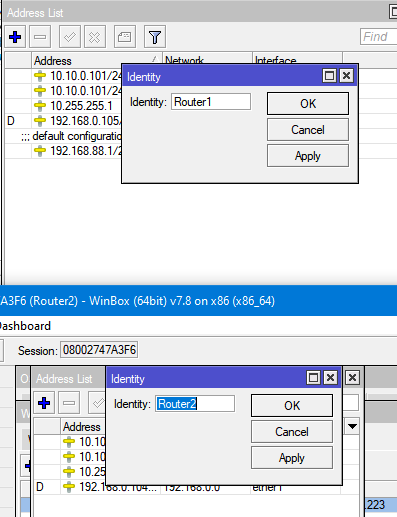 Address List
Find
Address Network Interface
10.10.0.101/24
10.10.0.101/24
10.255.255.1
D 192.168.0.105/
;;; default configuration
192.168.88.1/2
Identity
Identity: Router1
OK
Cancel
Apply
A3F6 (Router2) - WinBox (64bit) v7.8 on x86 (x86_64)
Dashboard
Session: 08002747A3F6
Address List
Address
10.10
10.10
10.25
D 192.168.0.104... 192.168.0.0 ether1
Identity
Identity: Router2
OK
Cancel
Apply
.223